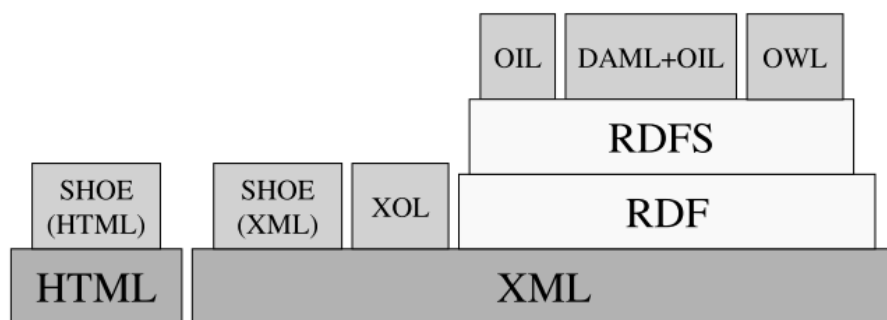 OIL
DAML+OIL
OWL
RDFS
SHOE
(HTML)
SHOE
(XML)
XOL
RDF
HTML
XML